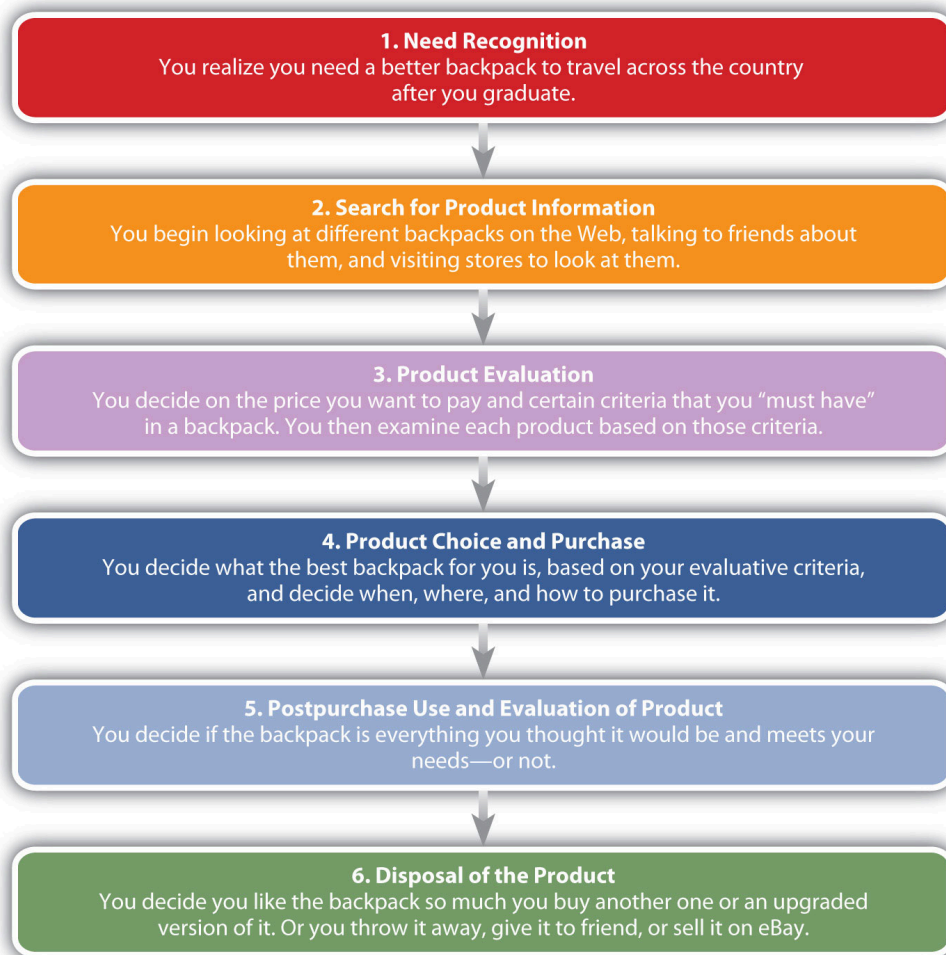 1. Need Recognition
You realize you need a better backpack to travel across the country
after you graduate.
2. Search for Product Information
You begin looking at different backpacks on the Web, talking to friends about
them, and visiting stores to look at them.
3. Product Evaluation
You decide on the price you want to pay and certain criteria that you “must have”
in a backpack. You then examine each product based on those criteria.
4. Product Choice and Purchase
You decide what the best backpack for you is, based on your evaluative criteria,
and decide when, where, and how to purchase it.
5. Postpurchase Use and Evaluation of Product
You decide if the backpack is everything you thought it would be and meets your
needs—or not.
6. Disposal of the Product
You decide you like the backpack so much you buy another one or an upgraded
version of it. Or you throw it away, give it to friend, or sell it on eBay.